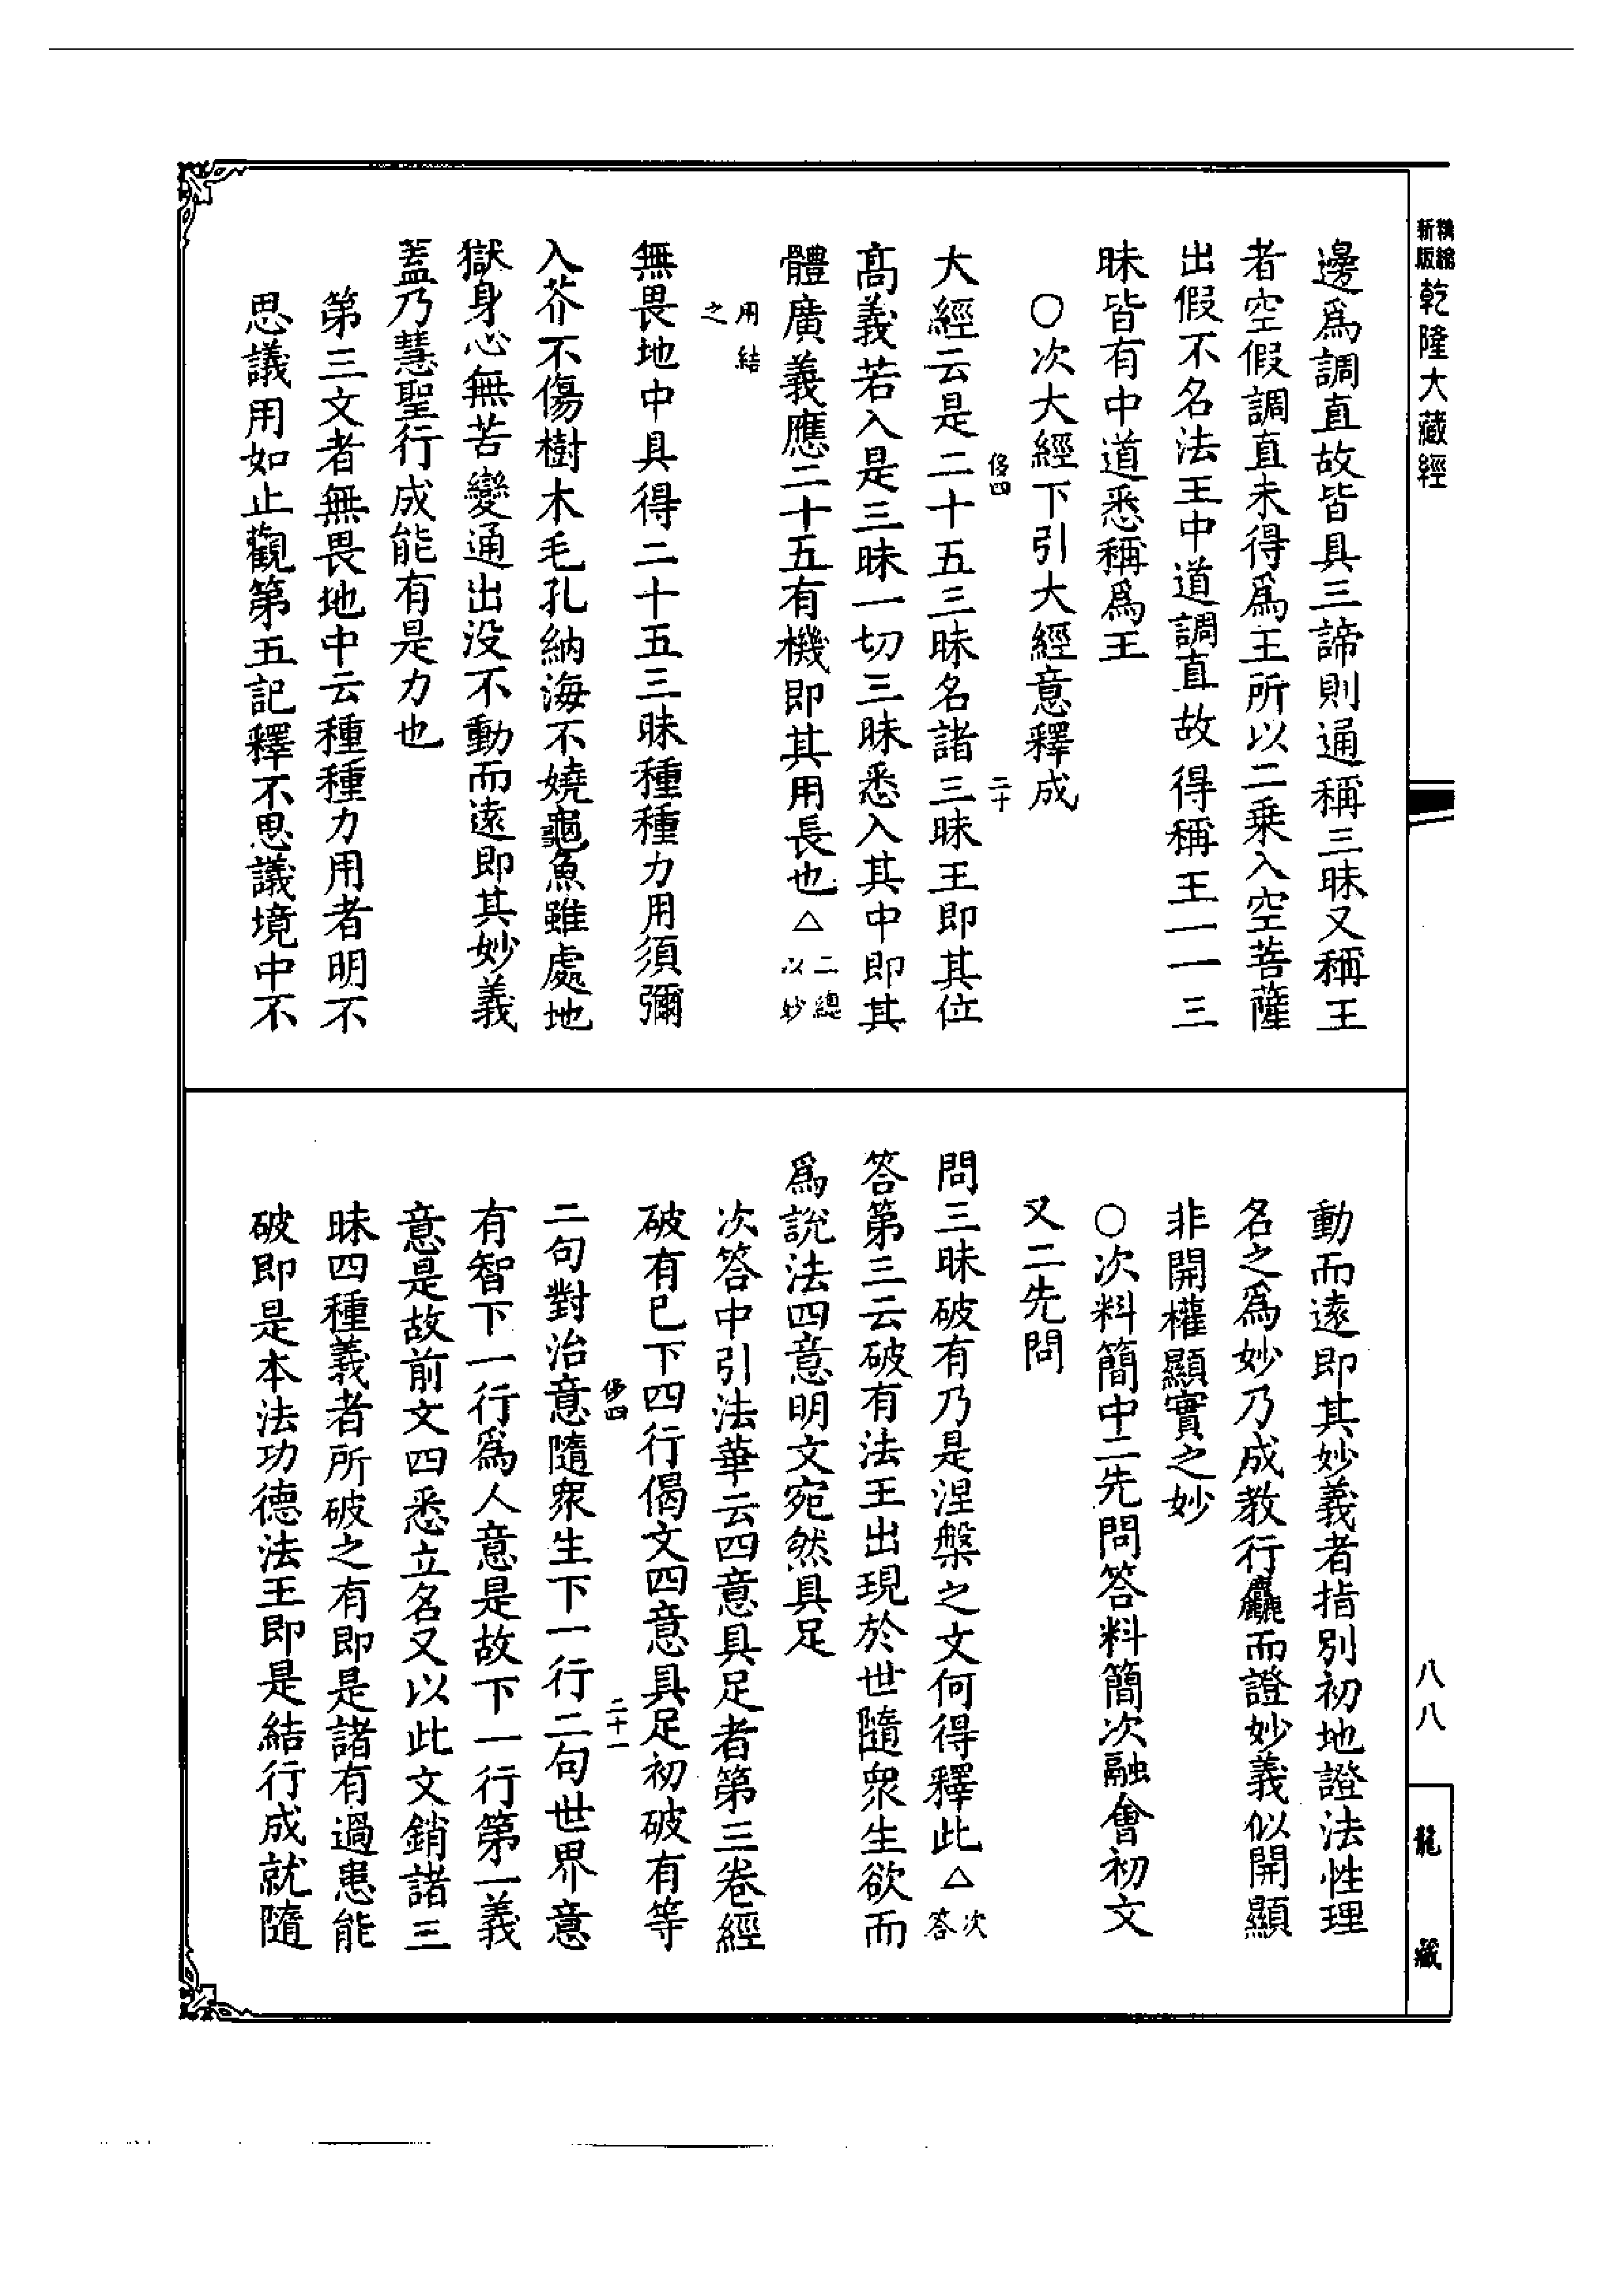 精縮新版
乾隆大藏經
邊爲調直故皆具三諦則通稱三昧又稱王
者空假調直未得爲王所以二乘入空菩薩
出假不名法王中道調直故得稱王一一三
昧皆有中道悉稱爲王
○次大經下引大經意釋成
侈四
二十
大經云是二十五三昧名諸三昧王即其位
高義若入是三昧一切三昧悉入其中即其
體廣義應二十五有機即其用長也△二總以妙
用結之
無畏地中具得二十五三昧種種力用須彌
入芥不傷樹木毛孔納海不嬈龜魚雖處地
獄身心無苦變通出没不動而遠即其妙義
蓋乃慧聖行成能有是力也
第三文者無畏地中云種種力用者明不
思議用如止觀第五記釋不思議境中不
動而遠即其妙義者指別初地證法性理
名之爲妙乃成教行麤而證妙義似開顯
非開權顯實之妙
○次料簡中二先問答料簡次融會初文
又二先問
問三昧破有乃是涅槃之文何得釋此△次答
答第三云破有法王出現於世隨衆生欲而
爲説法四意明文宛然具足
次答中引法華云四意具足者第三卷經
破有已下四行偈文四意具足初破有等
侈四
二十一
二句對治意隨衆生下一行二句世界意
有智下一行爲人意是故下一行第一義
意是故前文四悉立名又以此文銷諸三
昧四種義者所破之有即是諸有過患能
破即是本法功德法王即是結行成就隨
八八
龍藏